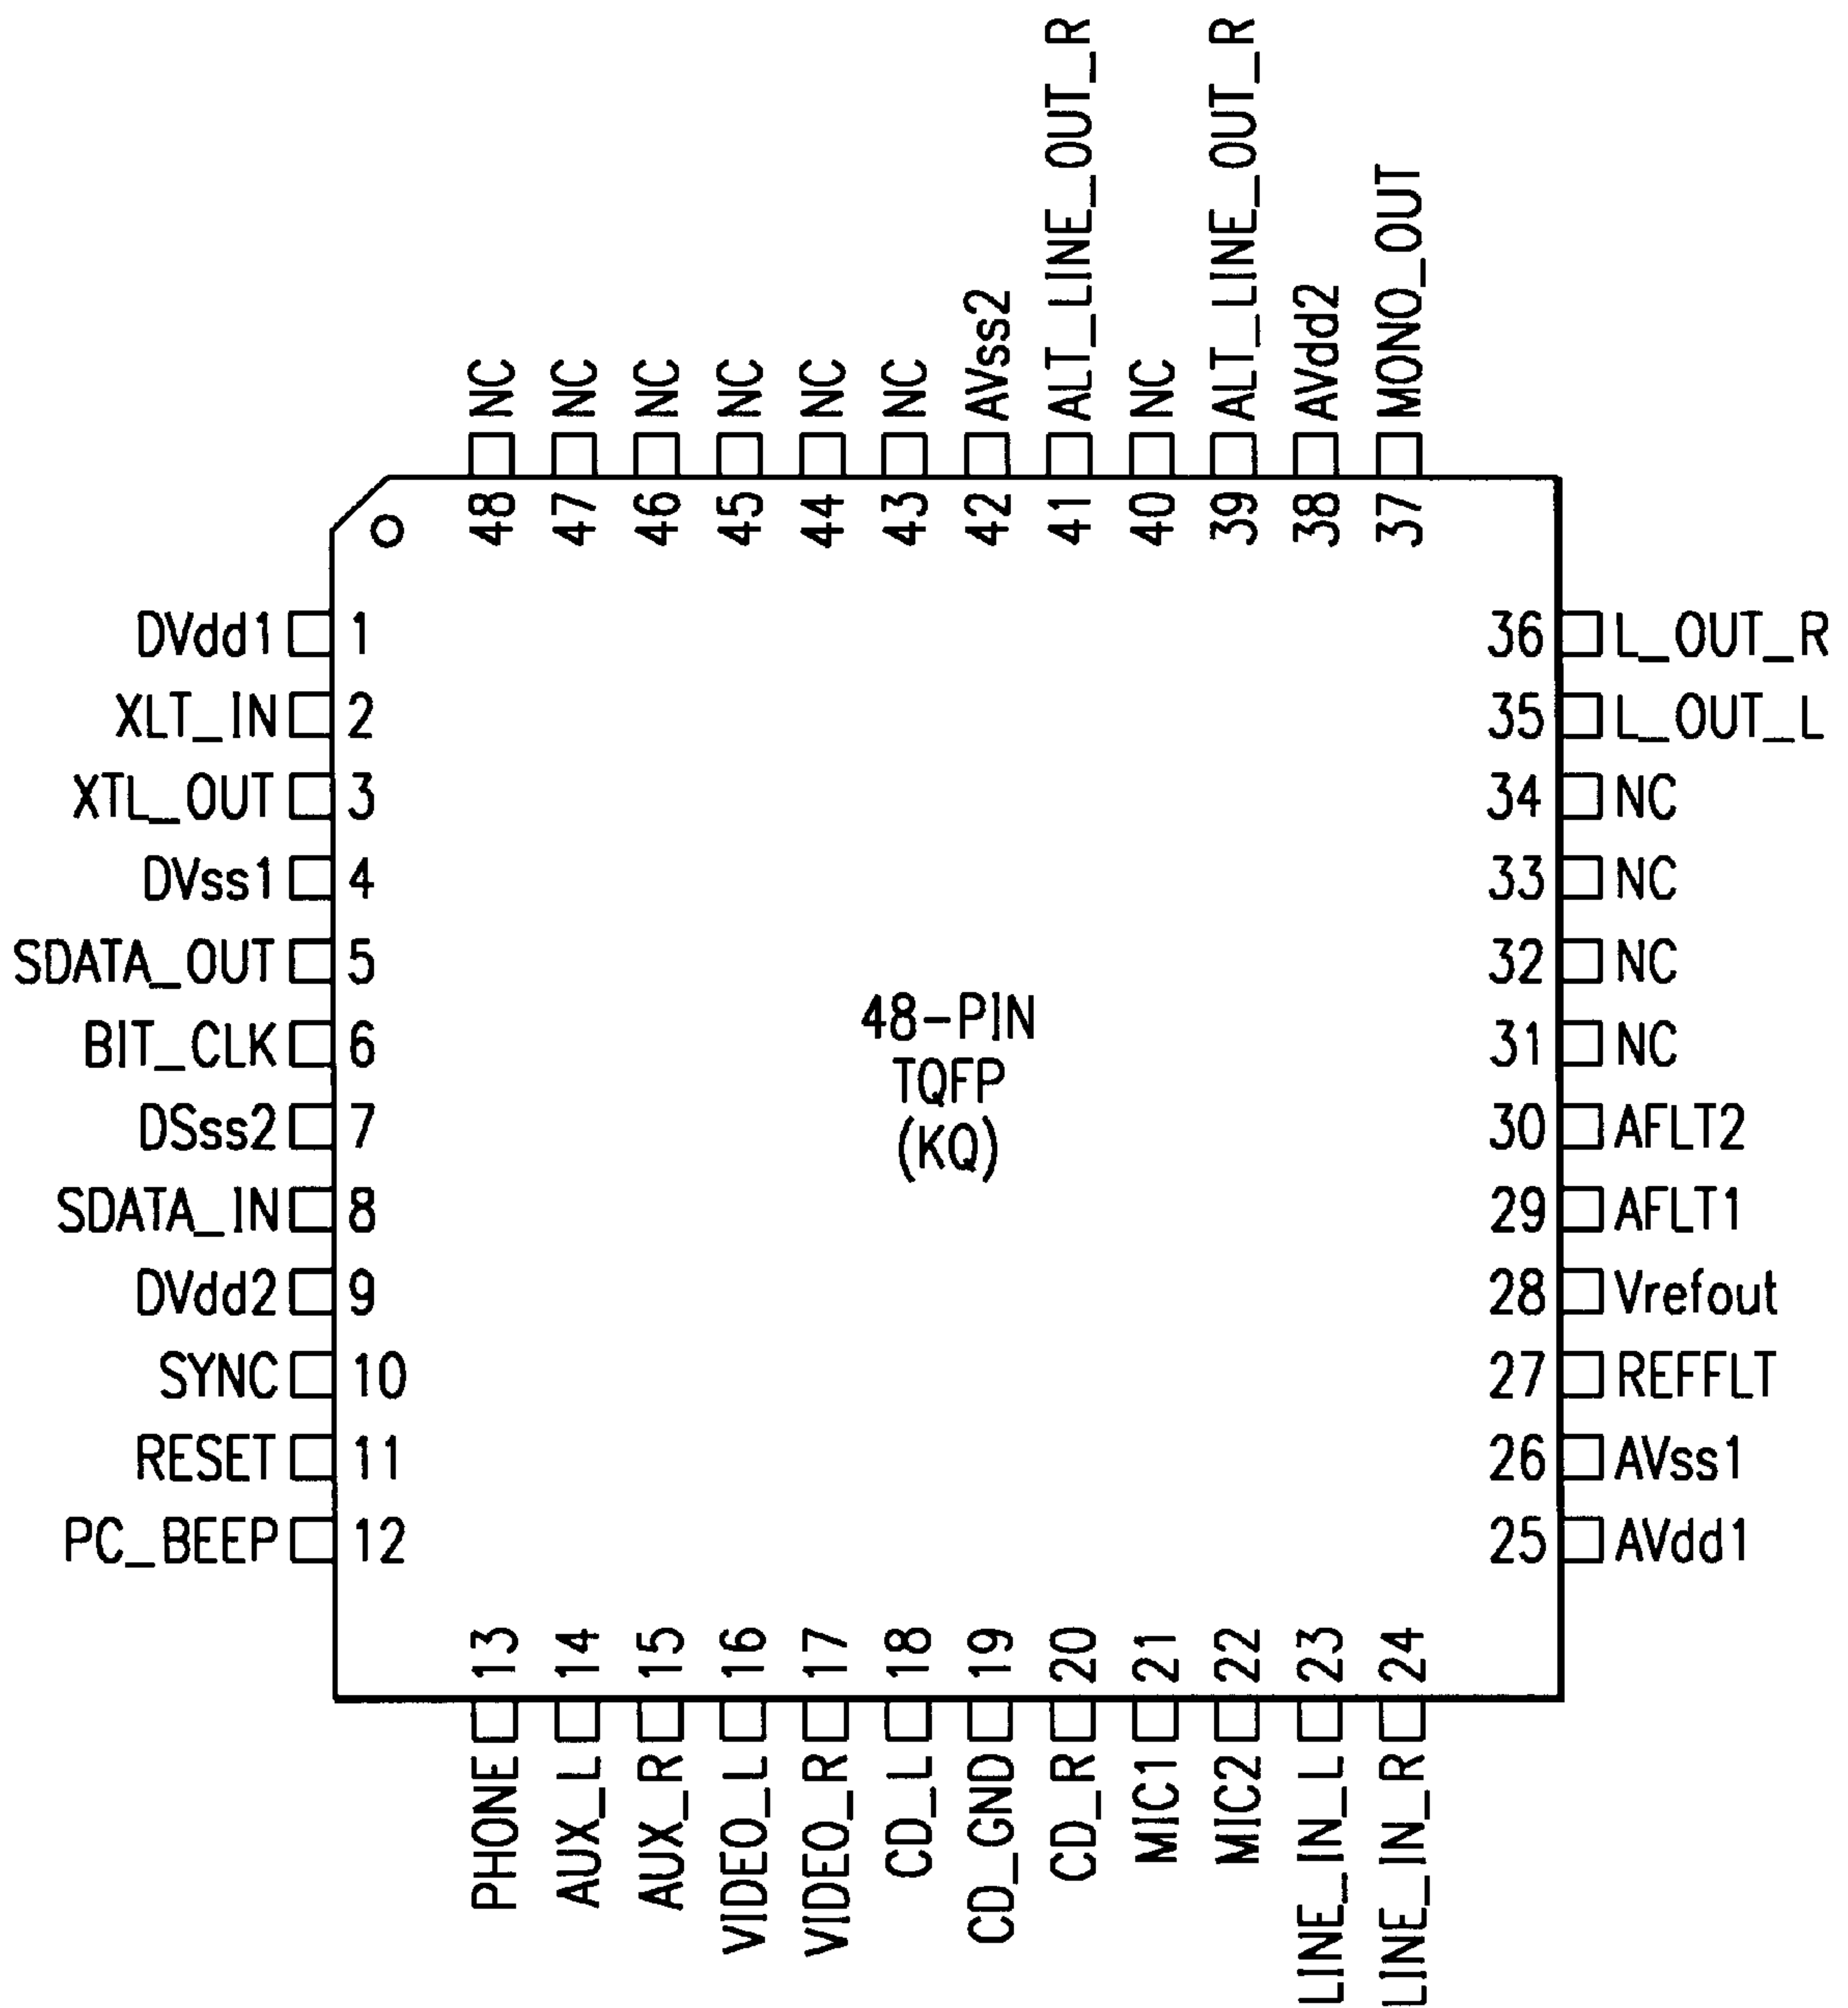 NC
NC
NC
NC
NC
NC
AVss2
ALT_LINE_OUT_R
NC
ALT_LINE_OUT_R
AVdd2
MONO_OUT
48
47
46
45
44
43
42
41
40
39
38
37
DVdd1 1
XLT_IN 2
XTL_OUT 3
DVss1 4
SDATA_OUT 5
BIT_CLK 6
DSss2 7
SDATA_IN 8
DVdd2 9
SYNC 10
RESET 11
PC_BEEP 12
48-PIN
TQFP
(KQ)
36 L_OUT_R
35 L_OUT_L
34 NC
33 NC
32 NC
31 NC
30 AFLT2
29 AFLT1
28 Vrefout
27 REFFLT
26 AVss1
25 AVdd1
13
14
15
16
17
18
19
20
21
22
23
24
PHONE
AUX_L
AUX_R
VIDEO_L
VIDEO_R
CD_L
CD_GND
CD_R
MIC1
MIC2
LINE_IN_L
LINE_IN_R